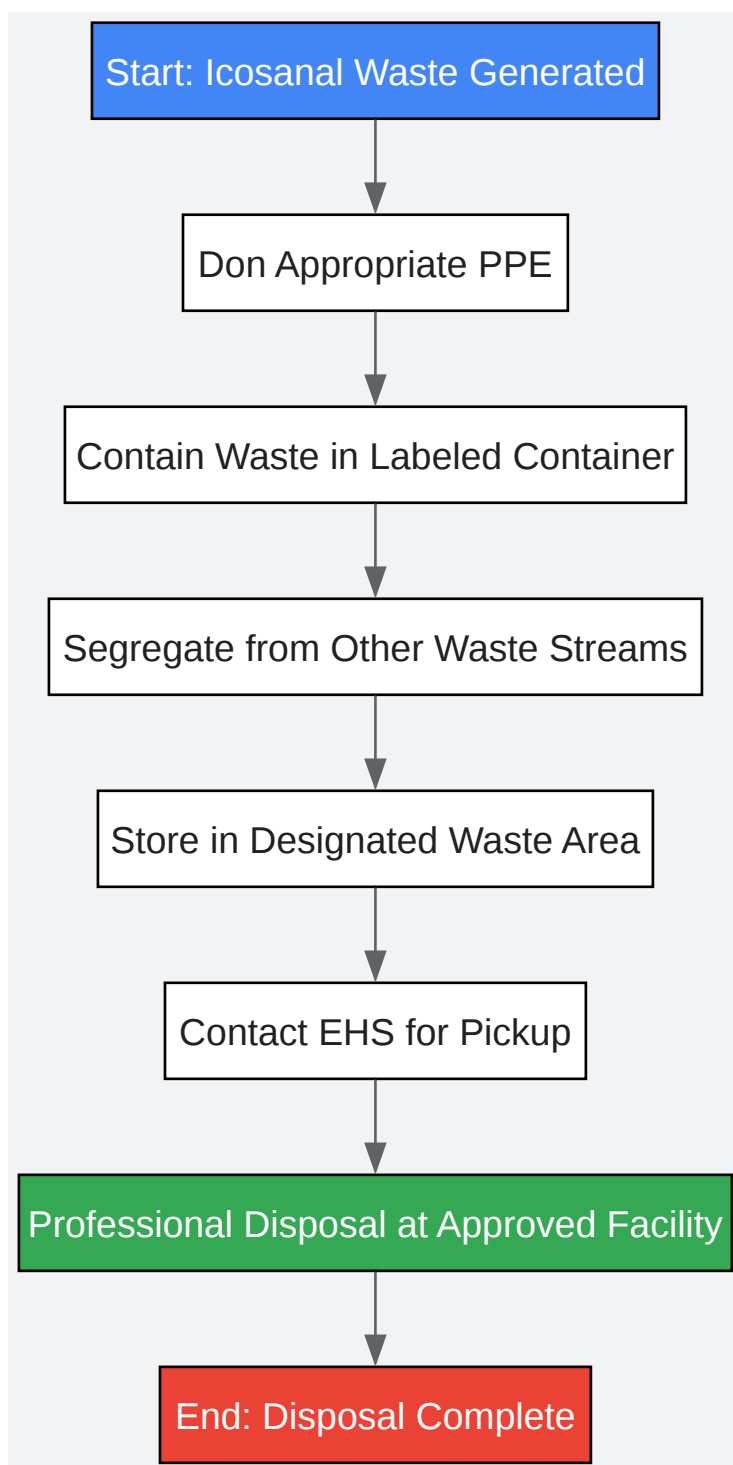 Start: Icosanal Waste Generated
Don Appropriate PPE
Contain Waste in Labeled Container
Segregate from Other Waste Streams
Store in Designated Waste Area
Contact EHS for Pickup
Professional Disposal at Approved Facility
End: Disposal Complete